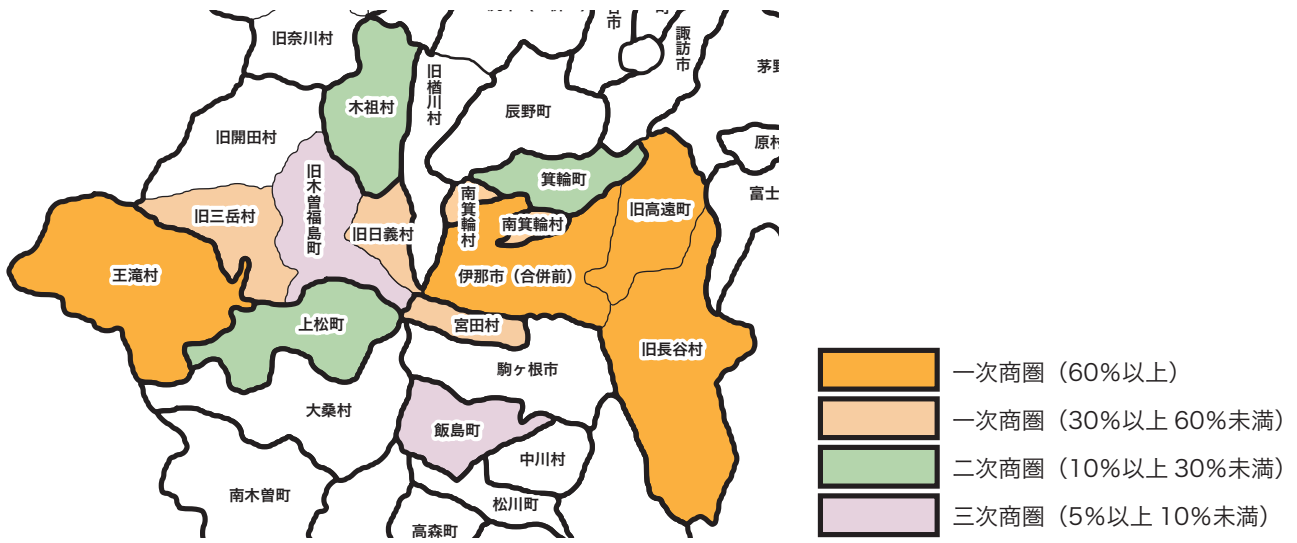 旧奈川村
諏訪市
茅野
木祖村
旧楢川村
辰野町
旧開田村
原村
箕輪町
富士
旧木曽福島町
南箕輪村
旧三岳村
旧日義村
南箕輪村
旧高遠町
王滝村
伊那市（合併前）
上松町
宮田村
旧長谷村
駒ヶ根市
大桑村
飯島町
中川村
南木曽町
松川町
高森町
一次商圏（60%以上）
一次商圏（30%以上 60%未満）
二次商圏（10%以上 30%未満）
三次商圏（5%以上 10%未満）